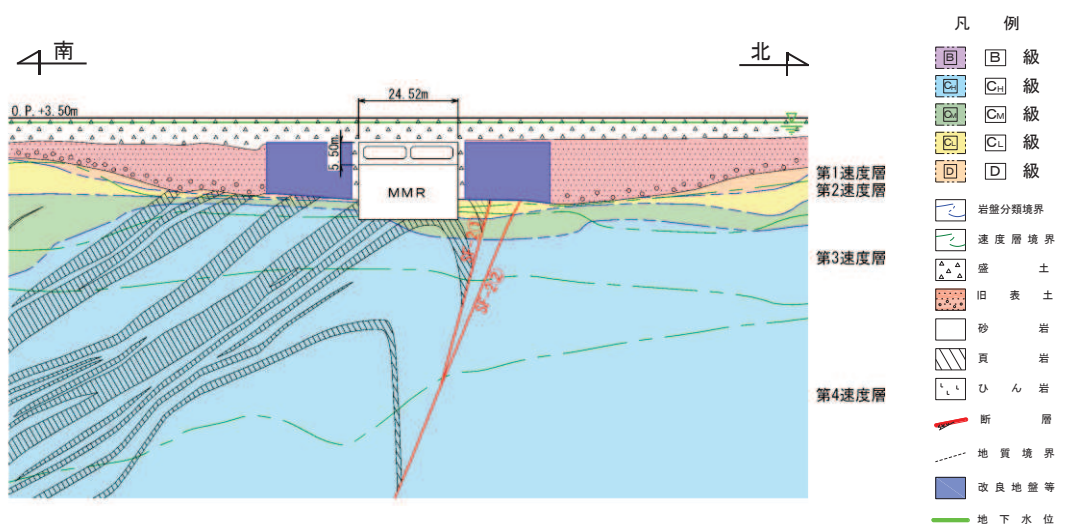 南
北
24.52m
O.P.+3.50m
5.50m
MMR
第1速度層
第2速度層
第3速度層
第4速度層
凡 例
B B 級
CH CH 級
CM CM 級
CL CL 級
D D 級
岩盤分類境界
速度層境界
盛 土
旧 表 土
砂 岩
頁 岩
ひ ん 岩
断 層
地 質 境 界
改 良 地 盤 等
地 下 水 位